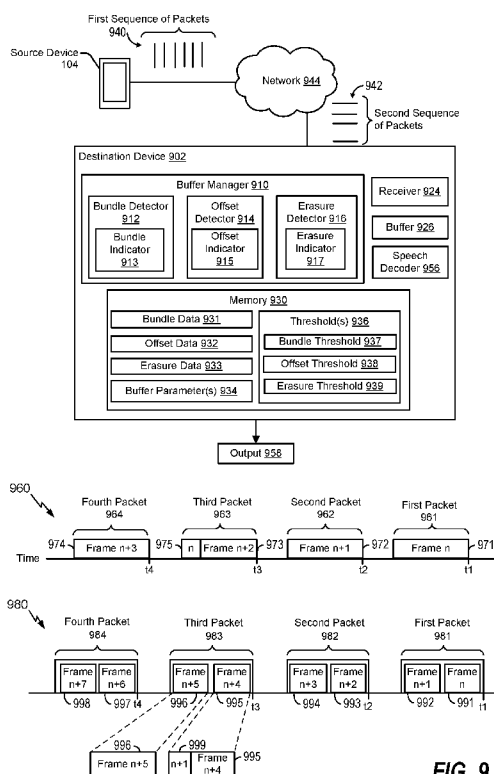 First Sequence of Packets
940
Source Device
104
Network 944
942
Second Sequence
of Packets
Destination Device 902
Buffer Manager 910
Bundle Detector
912
Bundle
Indicator
913
Offset
Detector 914
Offset
Indicator
915
Erasure
Detector 916
Erasure
Indicator
917
Receiver 924
Buffer 926
Speech
Decoder 956
Memory 930
Bundle Data 931
Offset Data 932
Erasure Data 933
Buffer Parameter(s) 934
Threshold(s) 936
Bundle Threshold 937
Offset Threshold 938
Erasure Threshold 939
Output 958
960
Fourth Packet
964
Third Packet
963
Second Packet
962
First Packet
961
974
Frame n+3
975
n
Frame n+2
973
Frame n+1
972
Frame n
971
Time
t4
t3
t2
t1
980
Fourth Packet
984
Third Packet
983
Second Packet
982
First Packet
981
Frame
n+7
Frame
n+6
Frame
n+5
Frame
n+4
Frame
n+3
Frame
n+2
Frame
n+1
Frame
n
998
997
t4
996
995
t3
994
993
t2
992
991
t1
996
Frame n+5
999
n+1
Frame
n+4
995
FIG. 9